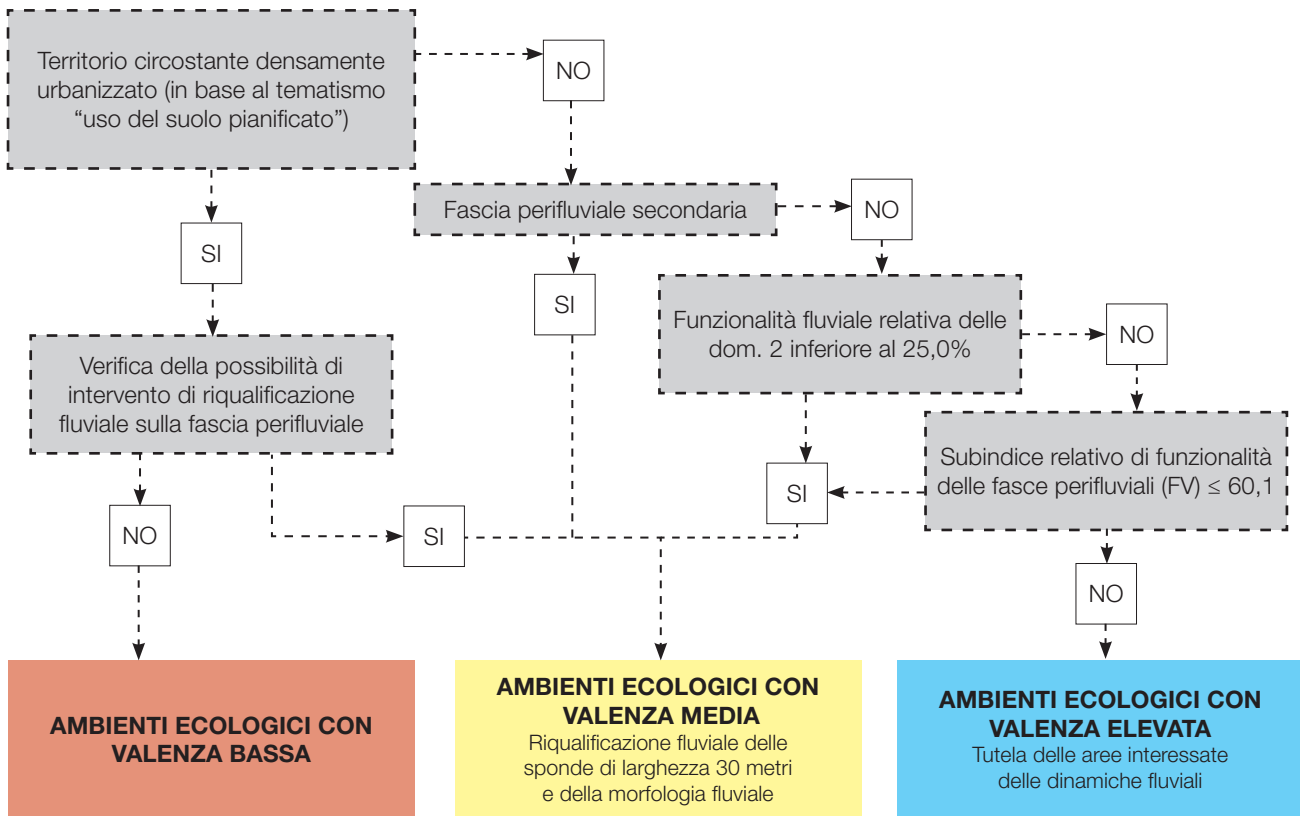 Territorio circostante densamente
urbanizzato (in base al tematismo
“uso del suolo pianificato”)
NO
Fascia perifluviale secondaria
NO
SI
SI
Funzionalità fluviale relativa delle
dom. 2 inferiore al 25,0%
NO
Verifica della possibilità di
intervento di riqualificazione
fluviale sulla fascia perifluviale
Subindice relativo di funzionalità
delle fasce perifluviali (FV) ≤ 60,1
SI
NO
SI
NO
AMBIENTI ECOLOGICI CON
VALENZA BASSA
AMBIENTI ECOLOGICI CON
VALENZA MEDIA
Riqualificazione fluviale delle
sponde di larghezza 30 metri
e della morfologia fluviale
AMBIENTI ECOLOGICI CON
VALENZA ELEVATA
Tutela delle aree interessate
delle dinamiche fluviali